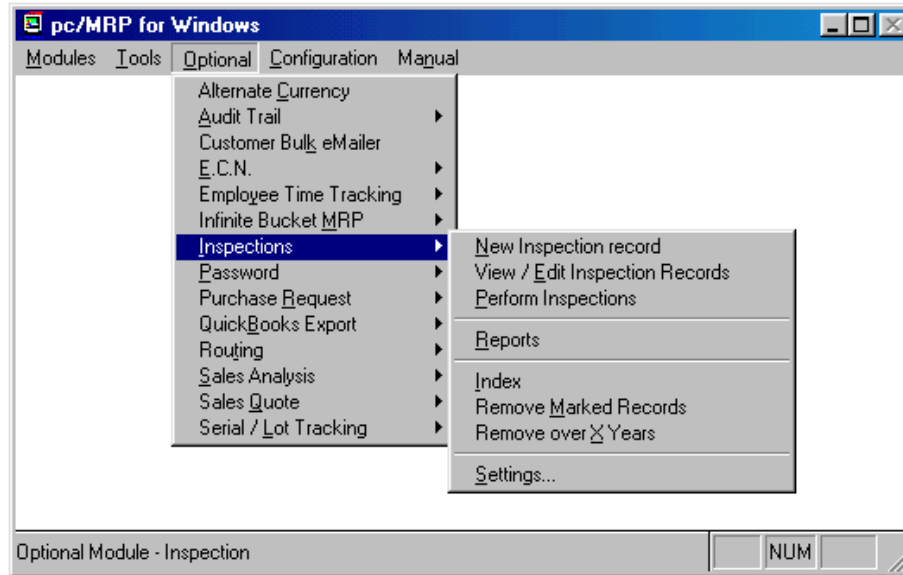 pc/MRP for Windows
Modules Tools Optional Configuration Manual
Alternate Currency
Audit Trail
Customer Bulk eMailer
E.C.N.
Employee Time Tracking
Infinite Bucket MRP
Inspections
Password
Purchase Request
QuickBooks Export
Routing
Sales Analysis
Sales Quote
Serial / Lot Tracking
New Inspection record
View / Edit Inspection Records
Perform Inspections
Reports
Index
Remove Marked Records
Remove over X Years
Settings...
Optional Module - Inspection NUM